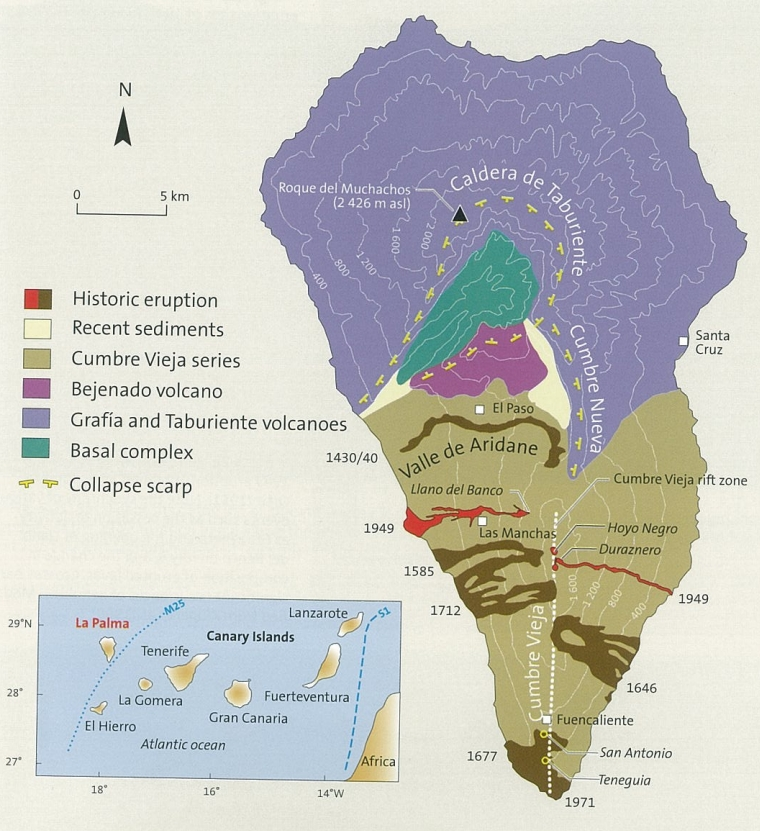 N
0
5 km
Roque del Muchachos
(2 426 m asl)
Caldera de Taburiente
2 000
1 600
1 200
800
400
Cumbre Nueva
Santa
Cruz
Historic eruption
Recent sediments
Cumbre Vieja series
Bejenado volcano
Grafía and Taburiente volcanoes
Basal complex
Collapse scarp
El Paso
Valle de Aridane
1430/40
Cumbre Vieja rift zone
Llano del Banco
1949
Las Manchas
Hoyo Negro
Duraznero
1585
1712
1949
1 600
1 200
800
400
Cumbre Vieja
1646
Fuencaliente
1677
San Antonio
Teneguia
1971
29°N
28°
27°
18°
16°
14°W
M25
S1
La Palma
Lanzarote
Canary Islands
Tenerife
La Gomera
Fuerteventura
El Hierro
Gran Canaria
Atlantic ocean
Africa